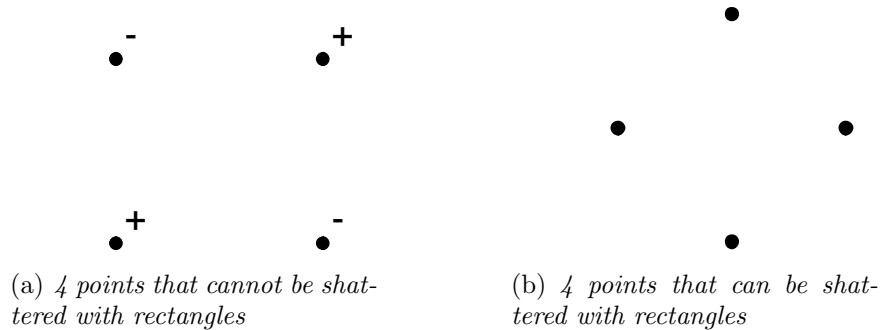 - +
+ -
(a) 4 points that cannot be shat-
tered with rectangles
(b) 4 points that can be shat-
tered with rectangles